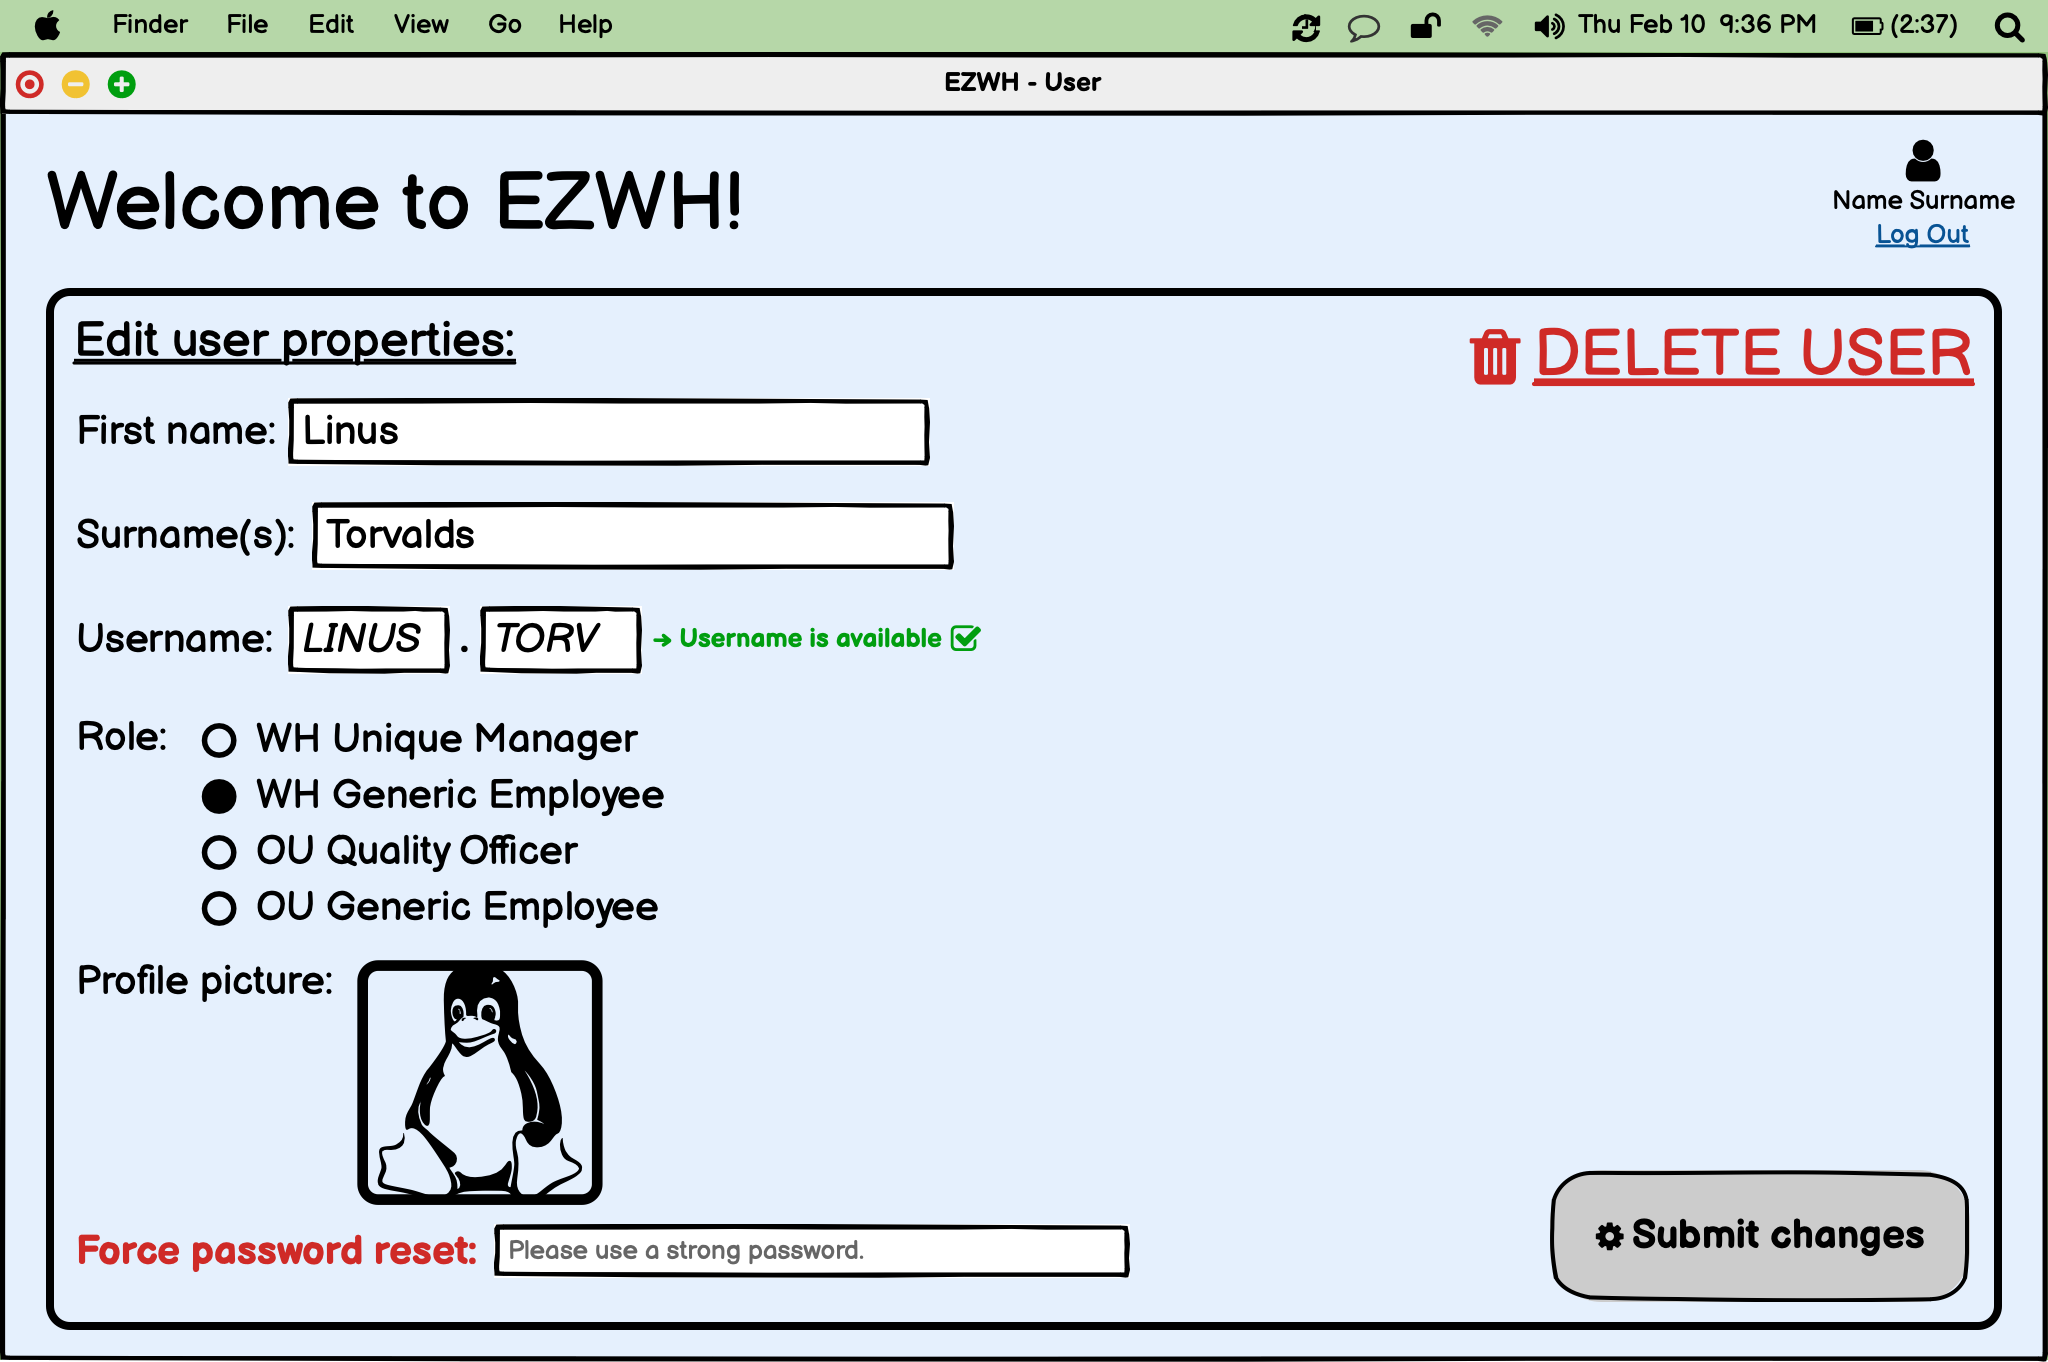 Finder File Edit View Go Help Thu Feb 10 9:36 PM (2:37)
EZWH - User
Welcome to EZWH!
Name Surname
Log Out
Edit user properties:
DELETE USER
First name: Linus
Surname(s): Torvalds
Username: LINUS . TORV → Username is available
Role: WH Unique Manager
WH Generic Employee
OU Quality Officer
OU Generic Employee
Profile picture:
Force password reset: Please use a strong password.
Submit changes